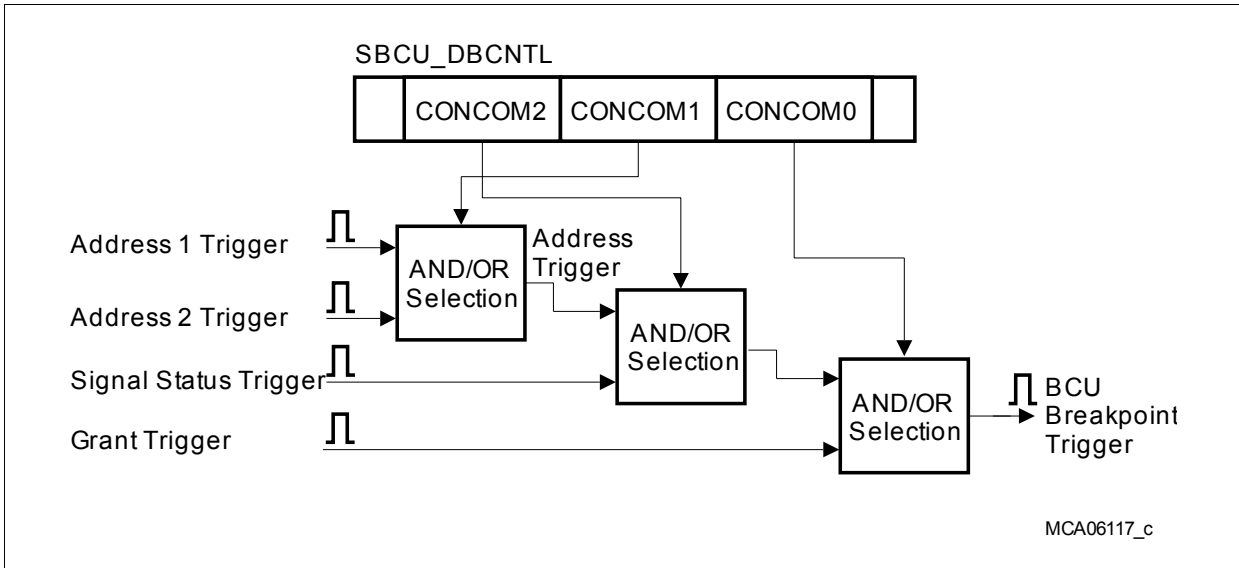 SBCU_DBCNTL
CONCOM2 CONCOM1 CONCOM0
Address 1 Trigger
Address 2 Trigger
Signal Status Trigger
Grant Trigger
AND/OR
Selection
Address
Trigger
AND/OR
Selection
AND/OR
Selection
BCU
Breakpoint
Trigger
MCA06117_c